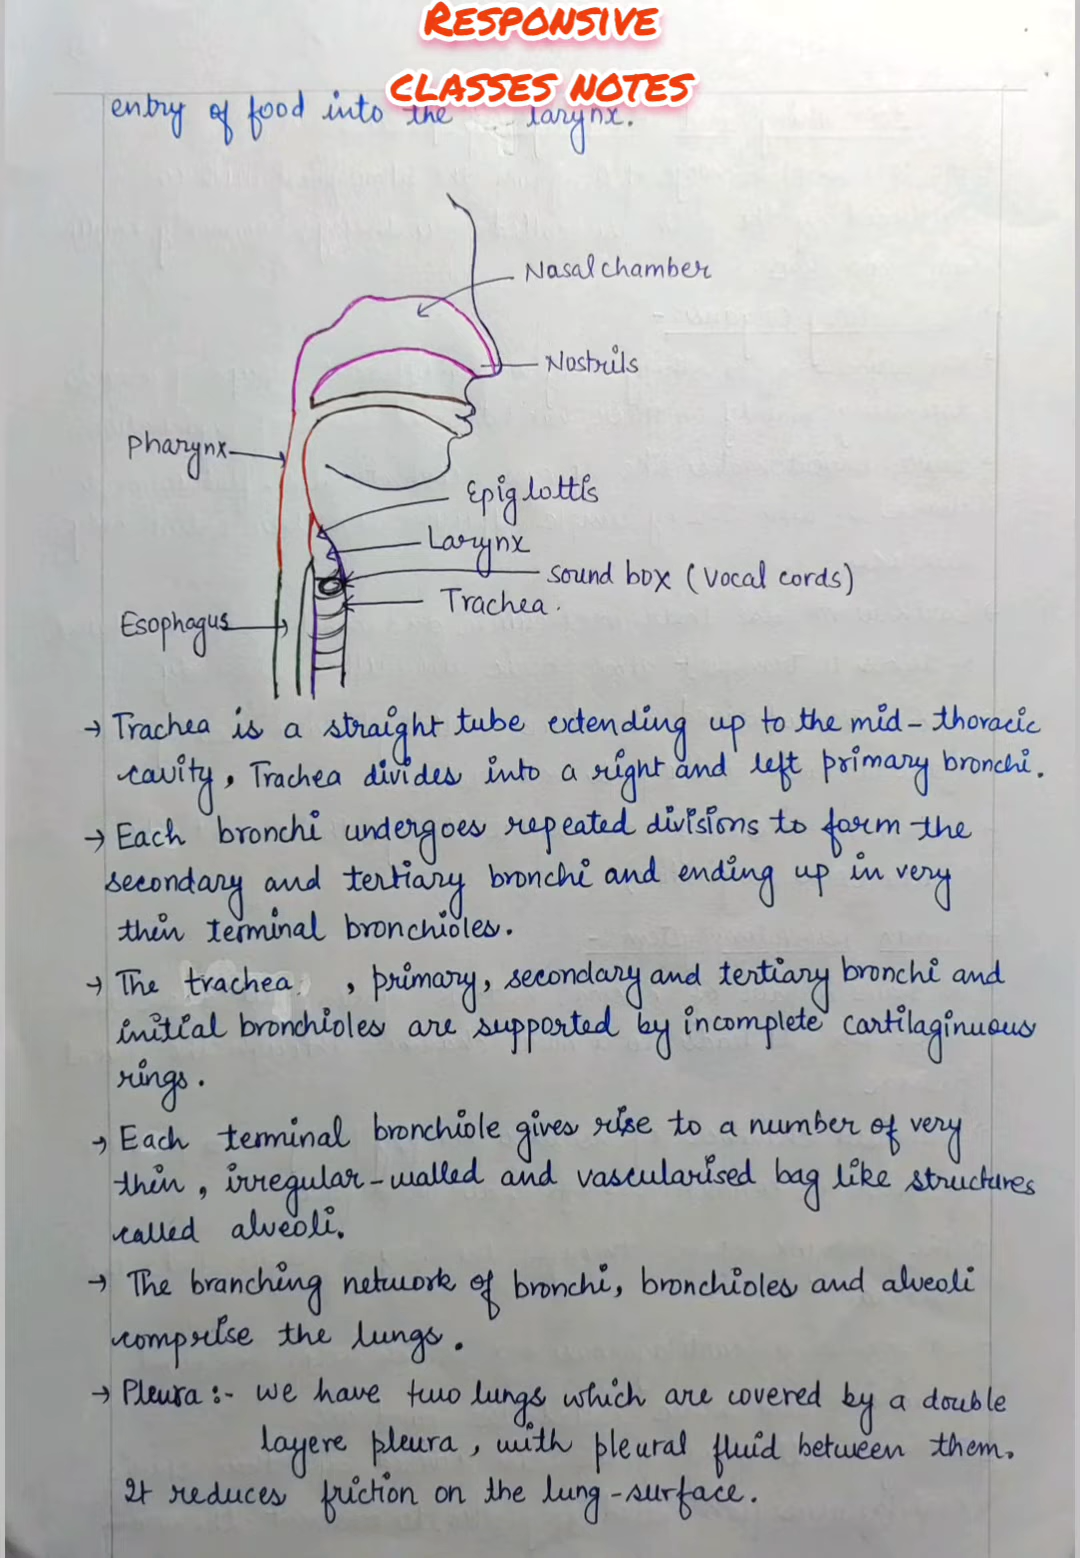 RESPONSIVE
CLASSES NOTES
entry of food into the larynx.
Nasal chamber
Nostrils
Pharynx
Epiglottis
Larynx
Sound box (Vocal cords)
Trachea.
Esophagus
→ Trachea is a straight tube extending up to the mid-thoracic
cavity, Trachea divides into a right and left primary bronchi.
→ Each bronchi undergoes repeated divisions to form the
secondary and tertiary bronchi and ending up in very
thin terminal bronchioles.
→ The trachea , primary, secondary and tertiary bronchi and
initial bronchioles are supported by incomplete cartilaginuous
rings.
→ Each terminal bronchiole gives rise to a number of very
thin, irregular-walled and vascularised bag like structures
called alveoli.
→ The branching network of bronchi, bronchioles and alveoli
comprise the lungs.
→ Pleura :- we have two lungs which are covered by a double
layere pleura, with pleural fluid between them.
It reduces friction on the lung-surface.